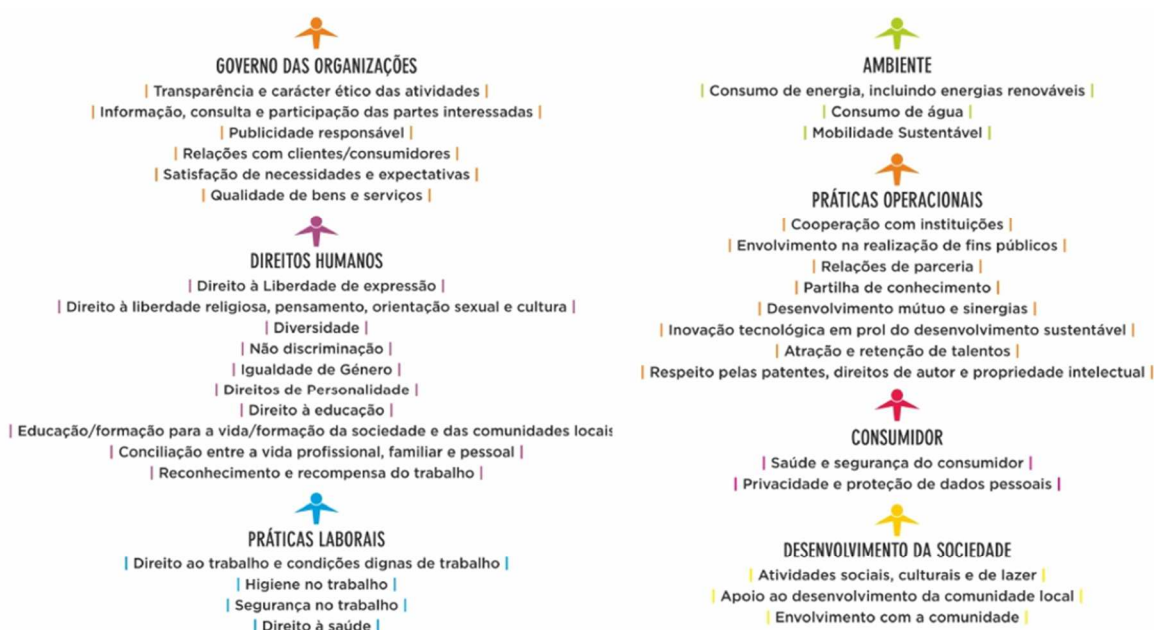 GOVERNO DAS ORGANIZAÇÕES
| Transparência e carácter ético das atividades |
| Informação, consulta e participação das partes interessadas |
| Publicidade responsável |
| Relações com clientes/consumidores |
| Satisfação de necessidades e expectativas |
| Qualidade de bens e serviços |
DIREITOS HUMANOS
| Direito à Liberdade de expressão |
| Direito à liberdade religiosa, pensamento, orientação sexual e cultura |
| Diversidade |
| Não discriminação |
| Igualdade de Género |
| Direitos de Personalidade |
| Direito à educação |
| Educação/formação para a vida/formação da sociedade e das comunidades locais
| Conciliação entre a vida profissional, familiar e pessoal |
| Reconhecimento e recompensa do trabalho |
PRÁTICAS LABORAIS
| Direito ao trabalho e condições dignas de trabalho |
| Higiene no trabalho |
| Segurança no trabalho |
| Direito à saúde |
AMBIENTE
| Consumo de energia, incluindo energias renováveis |
| Consumo de água |
| Mobilidade Sustentável |
PRÁTICAS OPERACIONAIS
| Cooperação com instituições |
| Envolvimento na realização de fins públicos |
| Relações de parceria |
| Partilha de conhecimento |
| Desenvolvimento mútuo e sinergias |
| Inovação tecnológica em prol do desenvolvimento sustentável |
| Atração e retenção de talentos |
| Respeito pelas patentes, direitos de autor e propriedade intelectual |
CONSUMIDOR
| Saúde e segurança do consumidor |
| Privacidade e proteção de dados pessoais |
DESENVOLVIMENTO DA SOCIEDADE
| Atividades sociais, culturais e de lazer |
| Apoio ao desenvolvimento da comunidade local |
| Envolvimento com a comunidade |